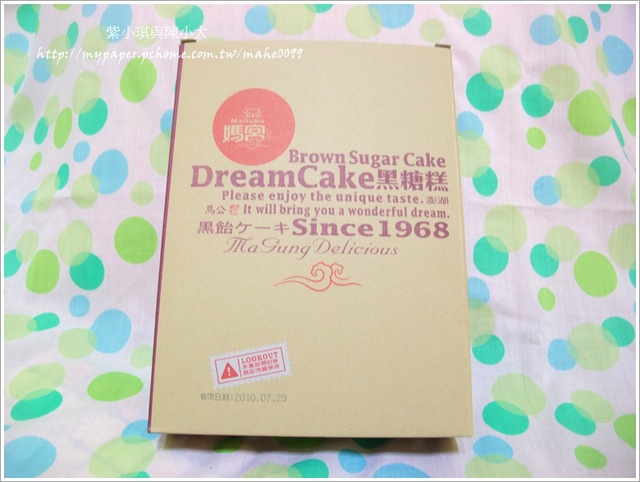 紫小琪與陳小犬
http://mypaper.pchome.com.tw/mahe0099
MAGUNG
媽宮
Brown Sugar Cake
DreamCake黑糖糕
Please enjoy the unique taste.澎湖
馬公 It will bring you a wonderful dream.
黒飴ケーキSince1968
MaGung Delicious
LOOKOUT
有效日期:2010.07.29